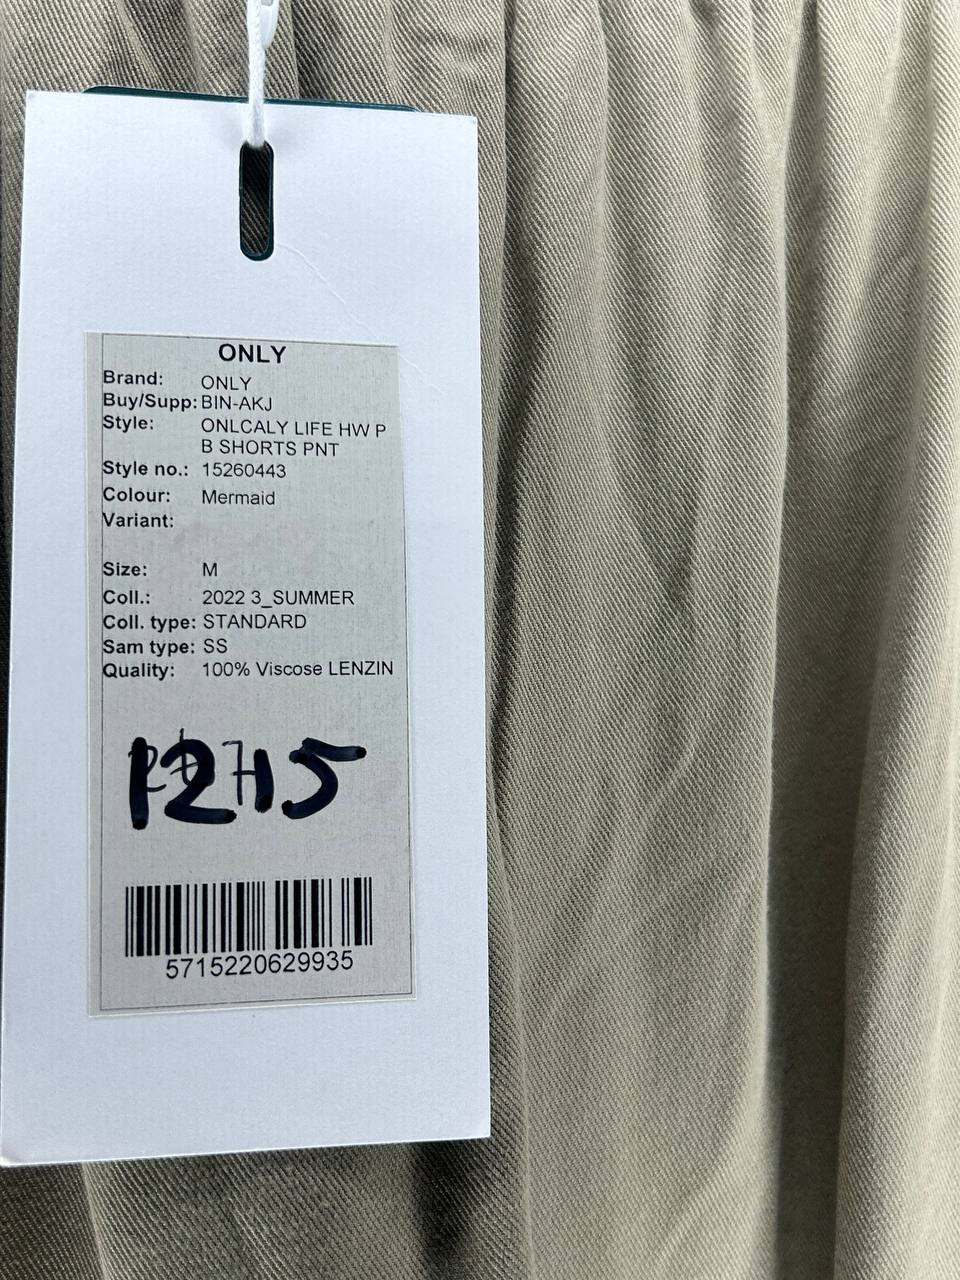 ONLY
Brand: ONLY
Buy/Supp: BIN-AKJ
Style: ONLCALY LIFE HW P
B SHORTS PNT
Style no.: 15260443
Colour: Mermaid
Variant:
Size: M
Coll.: 2022 3_SUMMER
Coll. type: STANDARD
Sam type: SS
Quality: 100% Viscose LENZIN
5715220629935